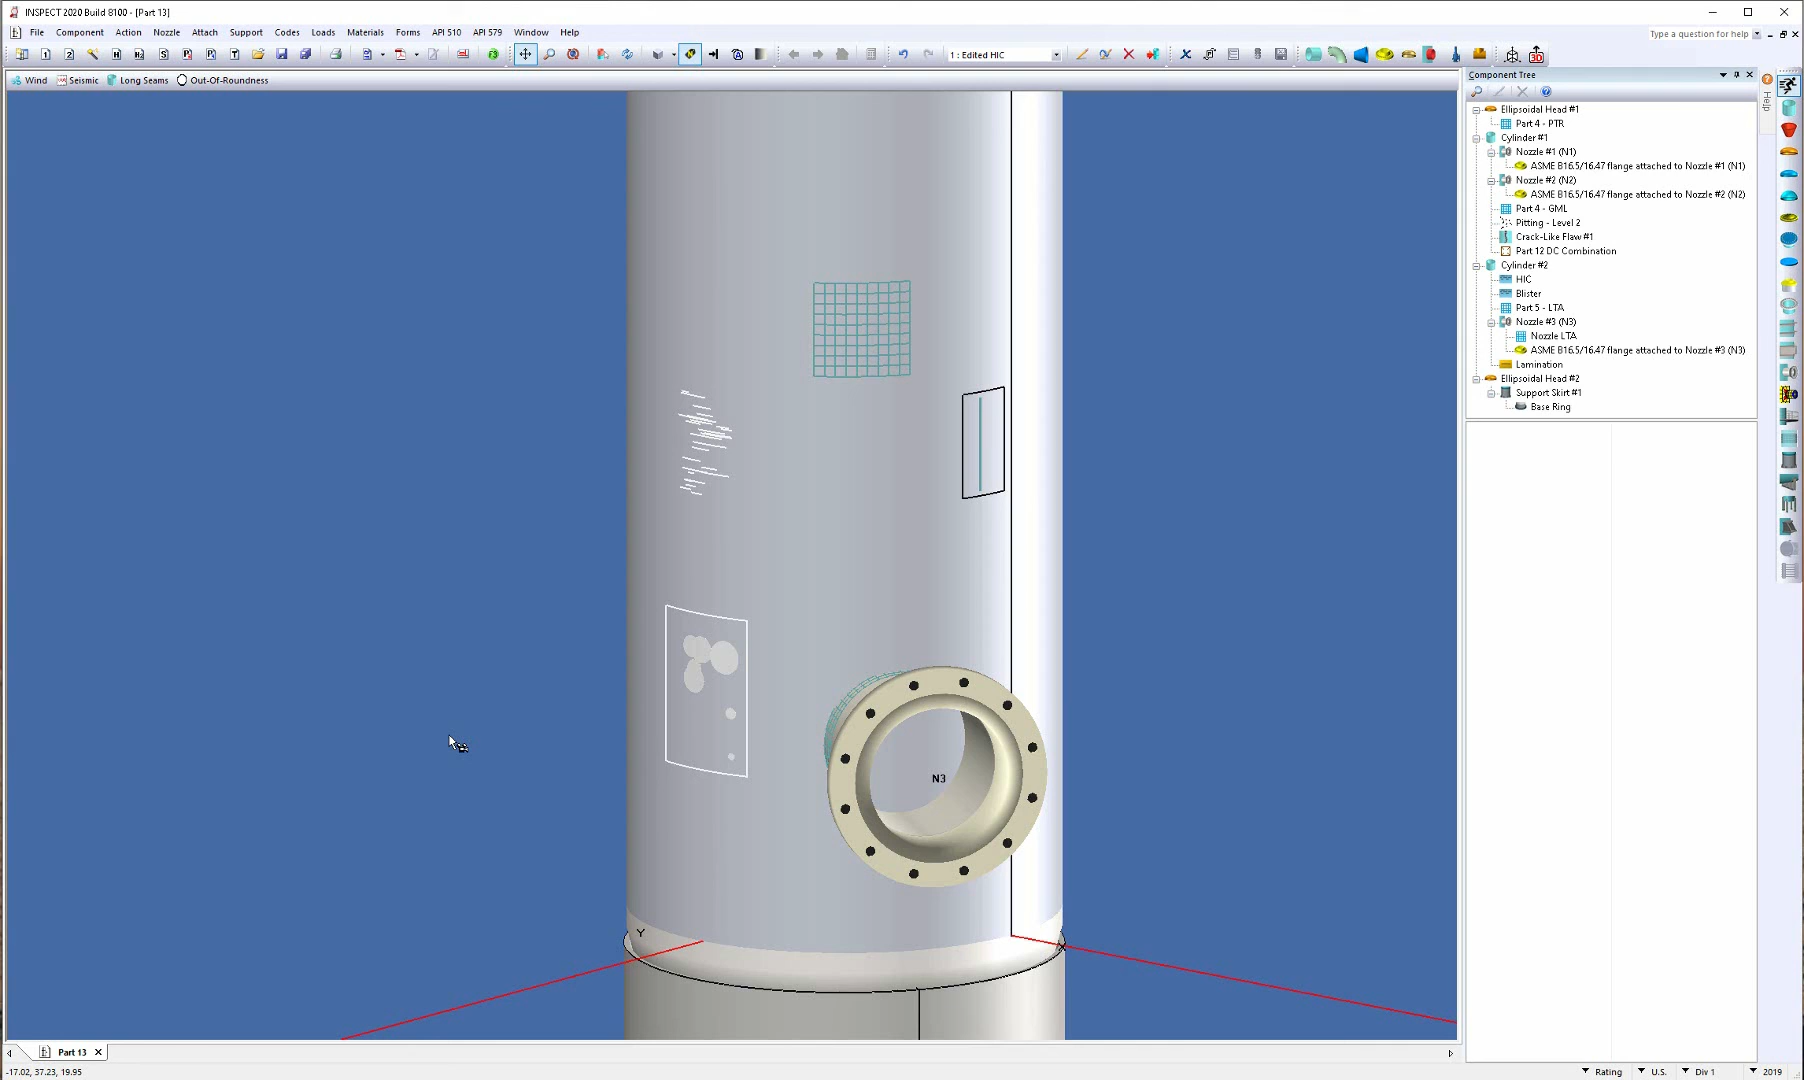 INSPECT 2020 Build 8100 - [Part 13]
File Component Action Nozzle Attach Support Codes Loads Materials Forms API 510 API 579 Window Help
Type a question for help
1 : Edited HIC
Wind Seismic Long Seams Out-Of-Roundness
Component Tree
Help
Ellipsoidal Head #1
Part 4 - PTR
Cylinder #1
Nozzle #1 (N1)
ASME B16.5/16.47 flange attached to Nozzle #1 (N1)
Nozzle #2 (N2)
ASME B16.5/16.47 flange attached to Nozzle #2 (N2)
Part 4 - GML
Pitting - Level 2
Crack-Like Flaw #1
Part 12 DC Combination
Cylinder #2
HIC
Blister
Part 5 - LTA
Nozzle #3 (N3)
Nozzle LTA
ASME B16.5/16.47 flange attached to Nozzle #3 (N3)
Lamination
Ellipsoidal Head #2
Support Skirt #1
Base Ring
N3
Y
X
Part 13
-17.02, 37.23, 19.95
Rating U.S. Div 1 2019